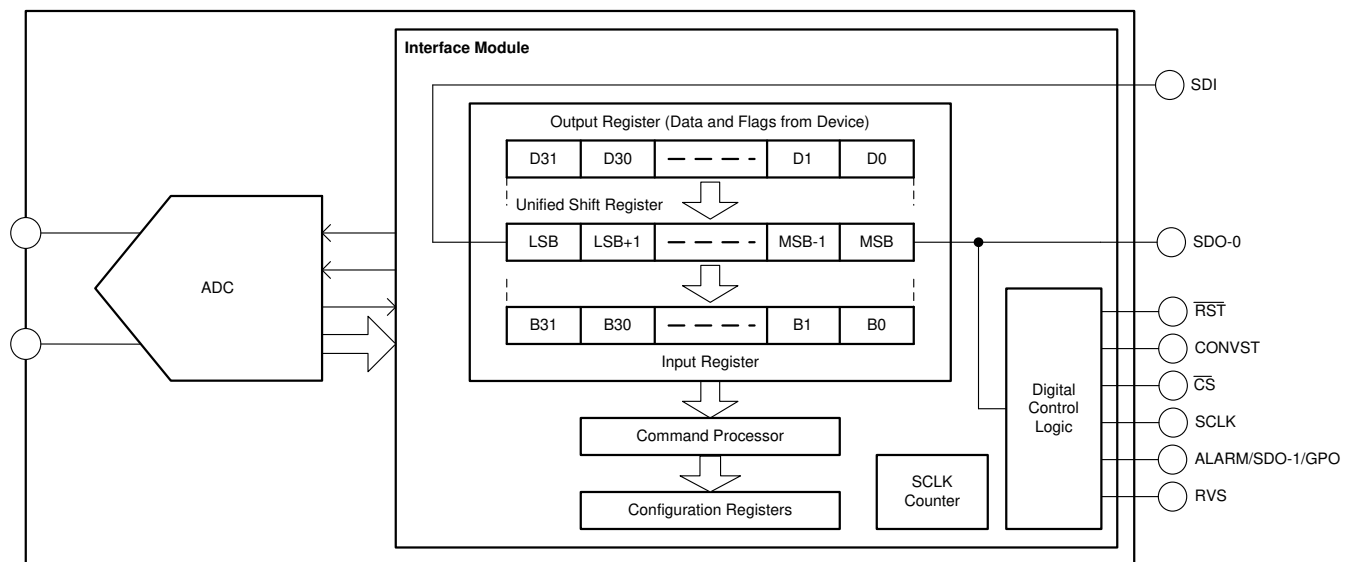 Interface Module
SDI
Output Register (Data and Flags from Device)
D31 D30 D1 D0
Unified Shift Register
LSB LSB+1 MSB-1 MSB
SDO-0
ADC
B31 B30 B1 B0
Input Register
RST
CONVST
CS
SCLK
ALARM/SDO-1/GPO
RVS
Digital
Control
Logic
Command Processor
SCLK
Counter
Configuration Registers